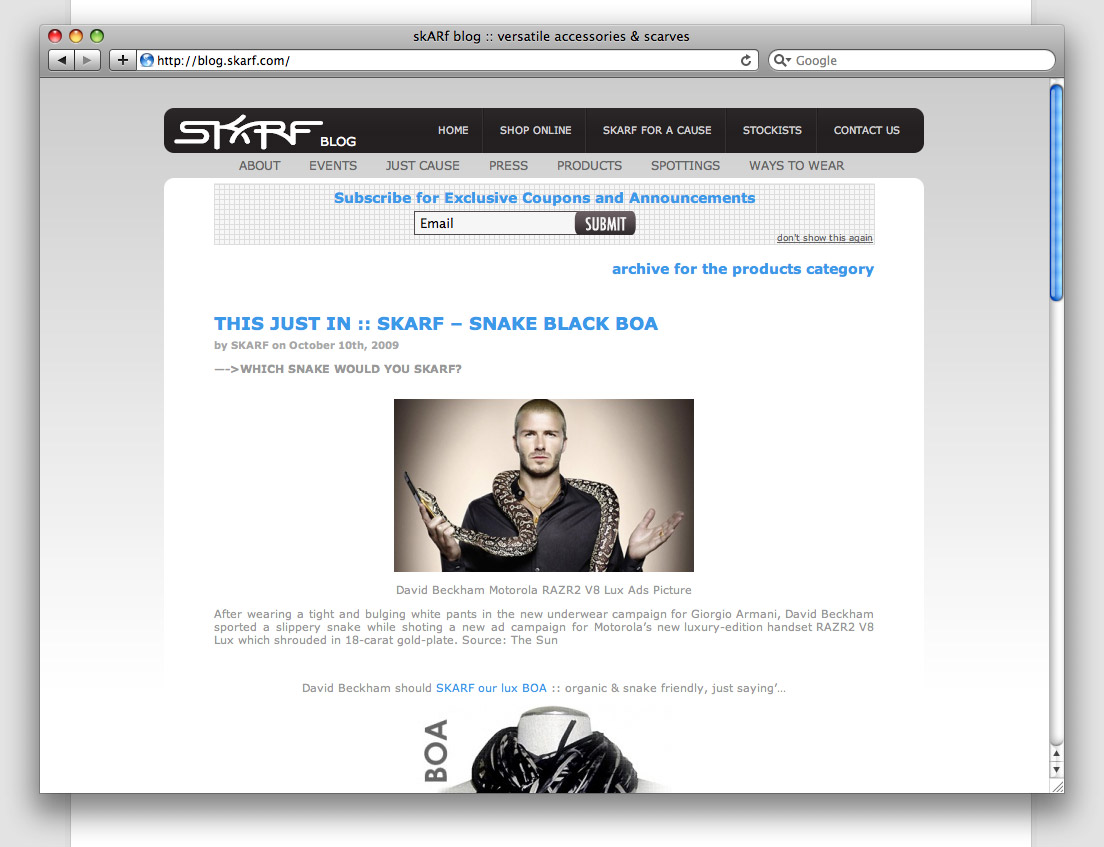 skARf blog :: versatile accessories & scarves
http://blog.skarf.com/
Google
SKARF BLOG
HOME
SHOP ONLINE
SKARF FOR A CAUSE
STOCKISTS
CONTACT US
ABOUT
EVENTS
JUST CAUSE
PRESS
PRODUCTS
SPOTTINGS
WAYS TO WEAR
Subscribe for Exclusive Coupons and Announcements
Email
SUBMIT
don't show this again
archive for the products category
THIS JUST IN :: SKARF – SNAKE BLACK BOA
by SKARF on October 10th, 2009
—->WHICH SNAKE WOULD YOU SKARF?
David Beckham Motorola RAZR2 V8 Lux Ads Picture
After wearing a tight and bulging white pants in the new underwear campaign for Giorgio Armani, David Beckham
sported a slippery snake while shoting a new ad campaign for Motorola’s new luxury-edition handset RAZR2 V8
Lux which shrouded in 18-carat gold-plate. Source: The Sun
David Beckham should SKARF our lux BOA :: organic & snake friendly, just saying’…
BOA